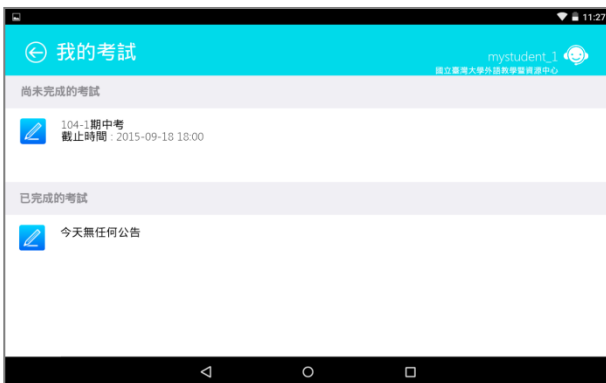 11:27
我的考試
mystudent_1
國立臺灣大學外語教學暨資源中心
尚未完成的考試
104-1期中考
截止時間 : 2015-09-18 18:00
已完成的考試
今天無任何公告